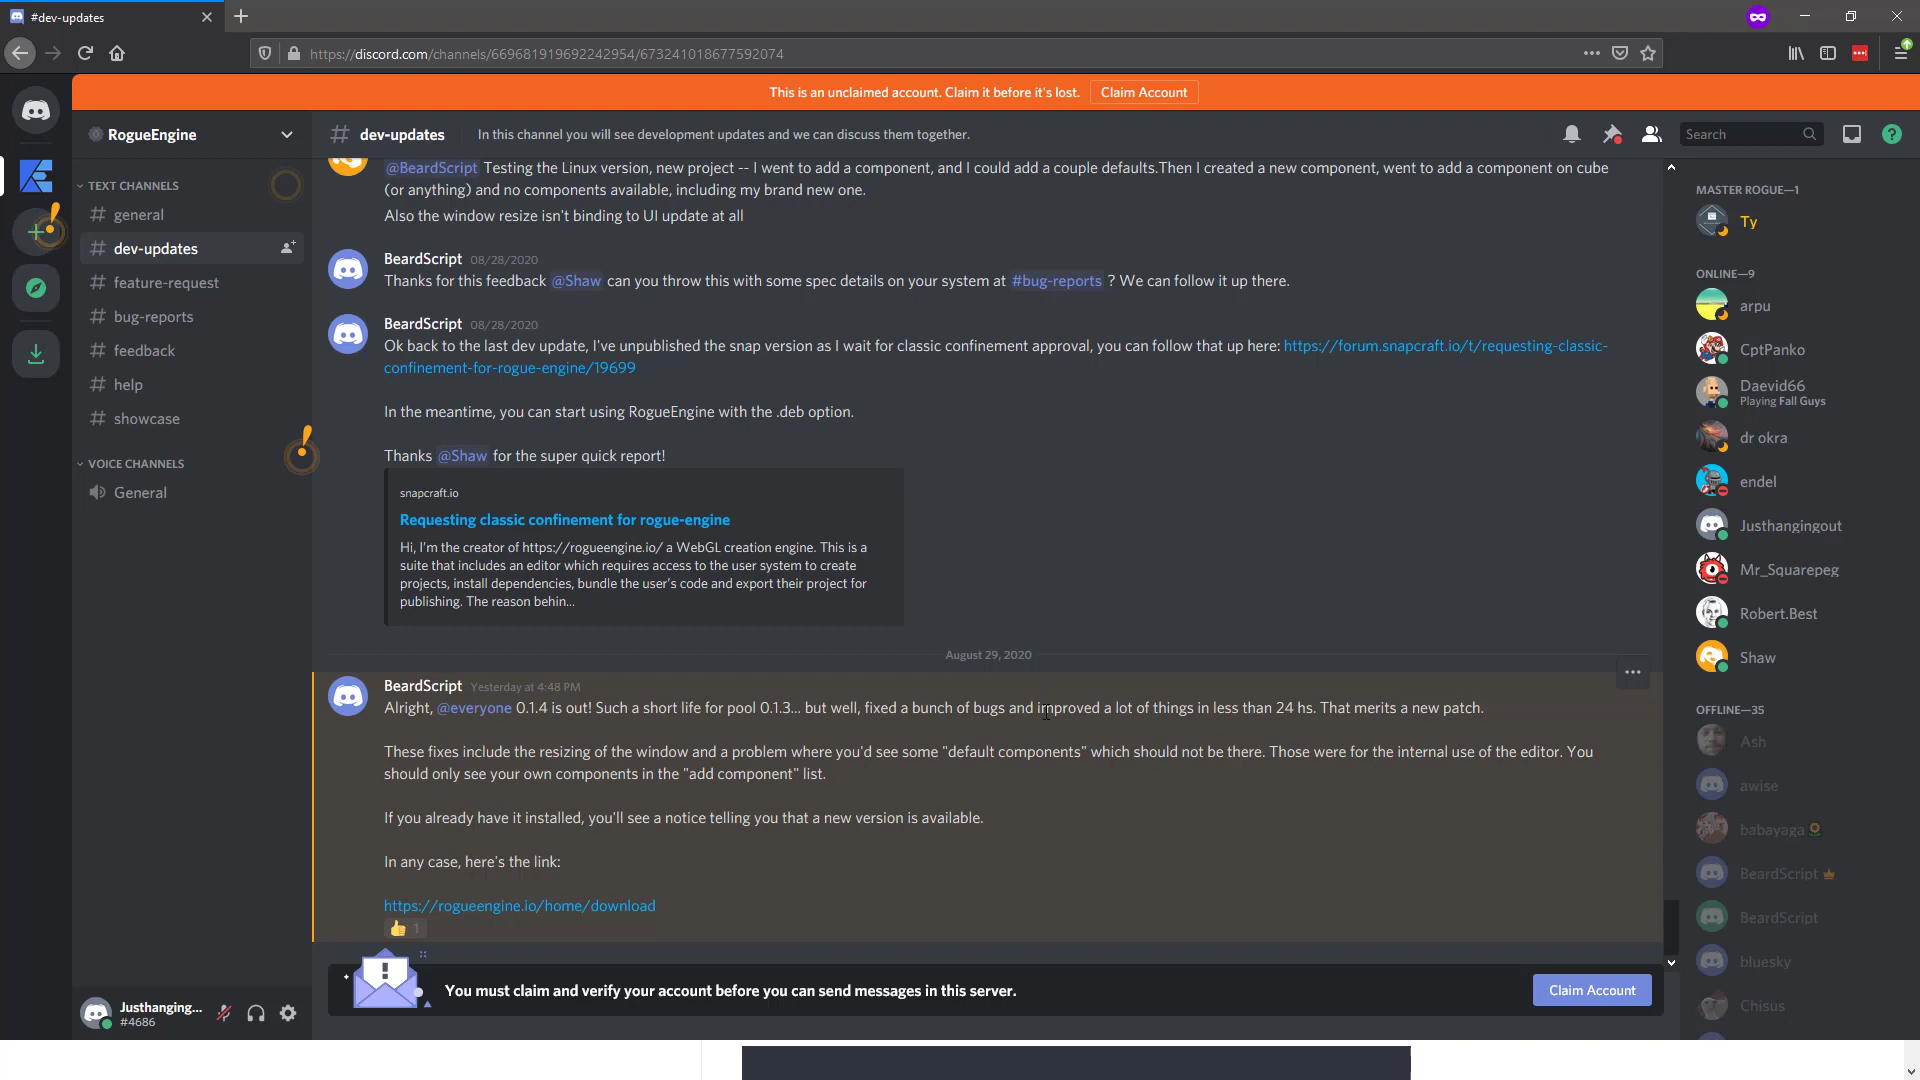 #dev-updates
https://discord.com/channels/669681919692242954/673241018677592074
This is an unclaimed account. Claim it before it's lost.
Claim Account
RogueEngine
# dev-updates
In this channel you will see development updates and we can discuss them together.
Search
TEXT CHANNELS
# general
# dev-updates
# feature-request
# bug-reports
# feedback
# help
# showcase
VOICE CHANNELS
General
@BeardScript Testing the Linux version, new project -- I went to add a component, and I could add a couple defaults.Then I created a new component, went to add a component on cube
(or anything) and no components available, including my brand new one.
Also the window resize isn't binding to UI update at all
BeardScript 08/28/2020
Thanks for this feedback @Shaw can you throw this with some spec details on your system at #bug-reports ? We can follow it up there.
BeardScript 08/28/2020
Ok back to the last dev update, I've unpublished the snap version as I wait for classic confinement approval, you can follow that up here: https://forum.snapcraft.io/t/requesting-classic-
confinement-for-rogue-engine/19699
In the meantime, you can start using RogueEngine with the .deb option.
Thanks @Shaw for the super quick report!
snapcraft.io
Requesting classic confinement for rogue-engine
Hi, I'm the creator of https://rogueengine.io/ a WebGL creation engine. This is a
suite that includes an editor which requires access to the user system to create
projects, install dependencies, bundle the user's code and export their project for
publishing. The reason behin...
August 29, 2020
BeardScript Yesterday at 4:48 PM
Alright, @everyone 0.1.4 is out! Such a short life for pool 0.1.3... but well, fixed a bunch of bugs and improved a lot of things in less than 24 hs. That merits a new patch.
These fixes include the resizing of the window and a problem where you'd see some "default components" which should not be there. Those were for the internal use of the editor. You
should only see your own components in the "add component" list.
If you already have it installed, you'll see a notice telling you that a new version is available.
In any case, here's the link:
https://rogueengine.io/home/download
1
You must claim and verify your account before you can send messages in this server.
Claim Account
Justhanging...
#4686
MASTER ROGUE—1
Ty
ONLINE—9
arpu
CptPanko
Daevid66
Playing Fall Guys
dr okra
endel
Justhangingout
Mr_Squarepeg
Robert.Best
Shaw
OFFLINE—35
Ash
awise
babayaga
BeardScript
BeardScript
bluesky
Chisus